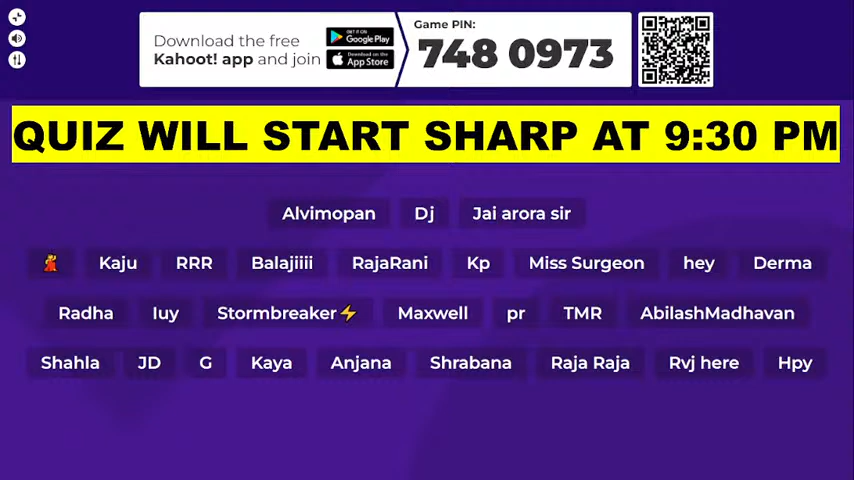 Download the free
Kahoot! app and join
GET IT ON
Google Play
Download on the
App Store
Game PIN:
748 0973
QUIZ WILL START SHARP AT 9:30 PM
Alvimopan Dj Jai arora sir
💃 Kaju RRR Balajiiii RajaRani Kp Miss Surgeon hey Derma
Radha Iuy Stormbreaker⚡ Maxwell pr TMR AbilashMadhavan
Shahla JD G Kaya Anjana Shrabana Raja Raja Rvj here Hpy